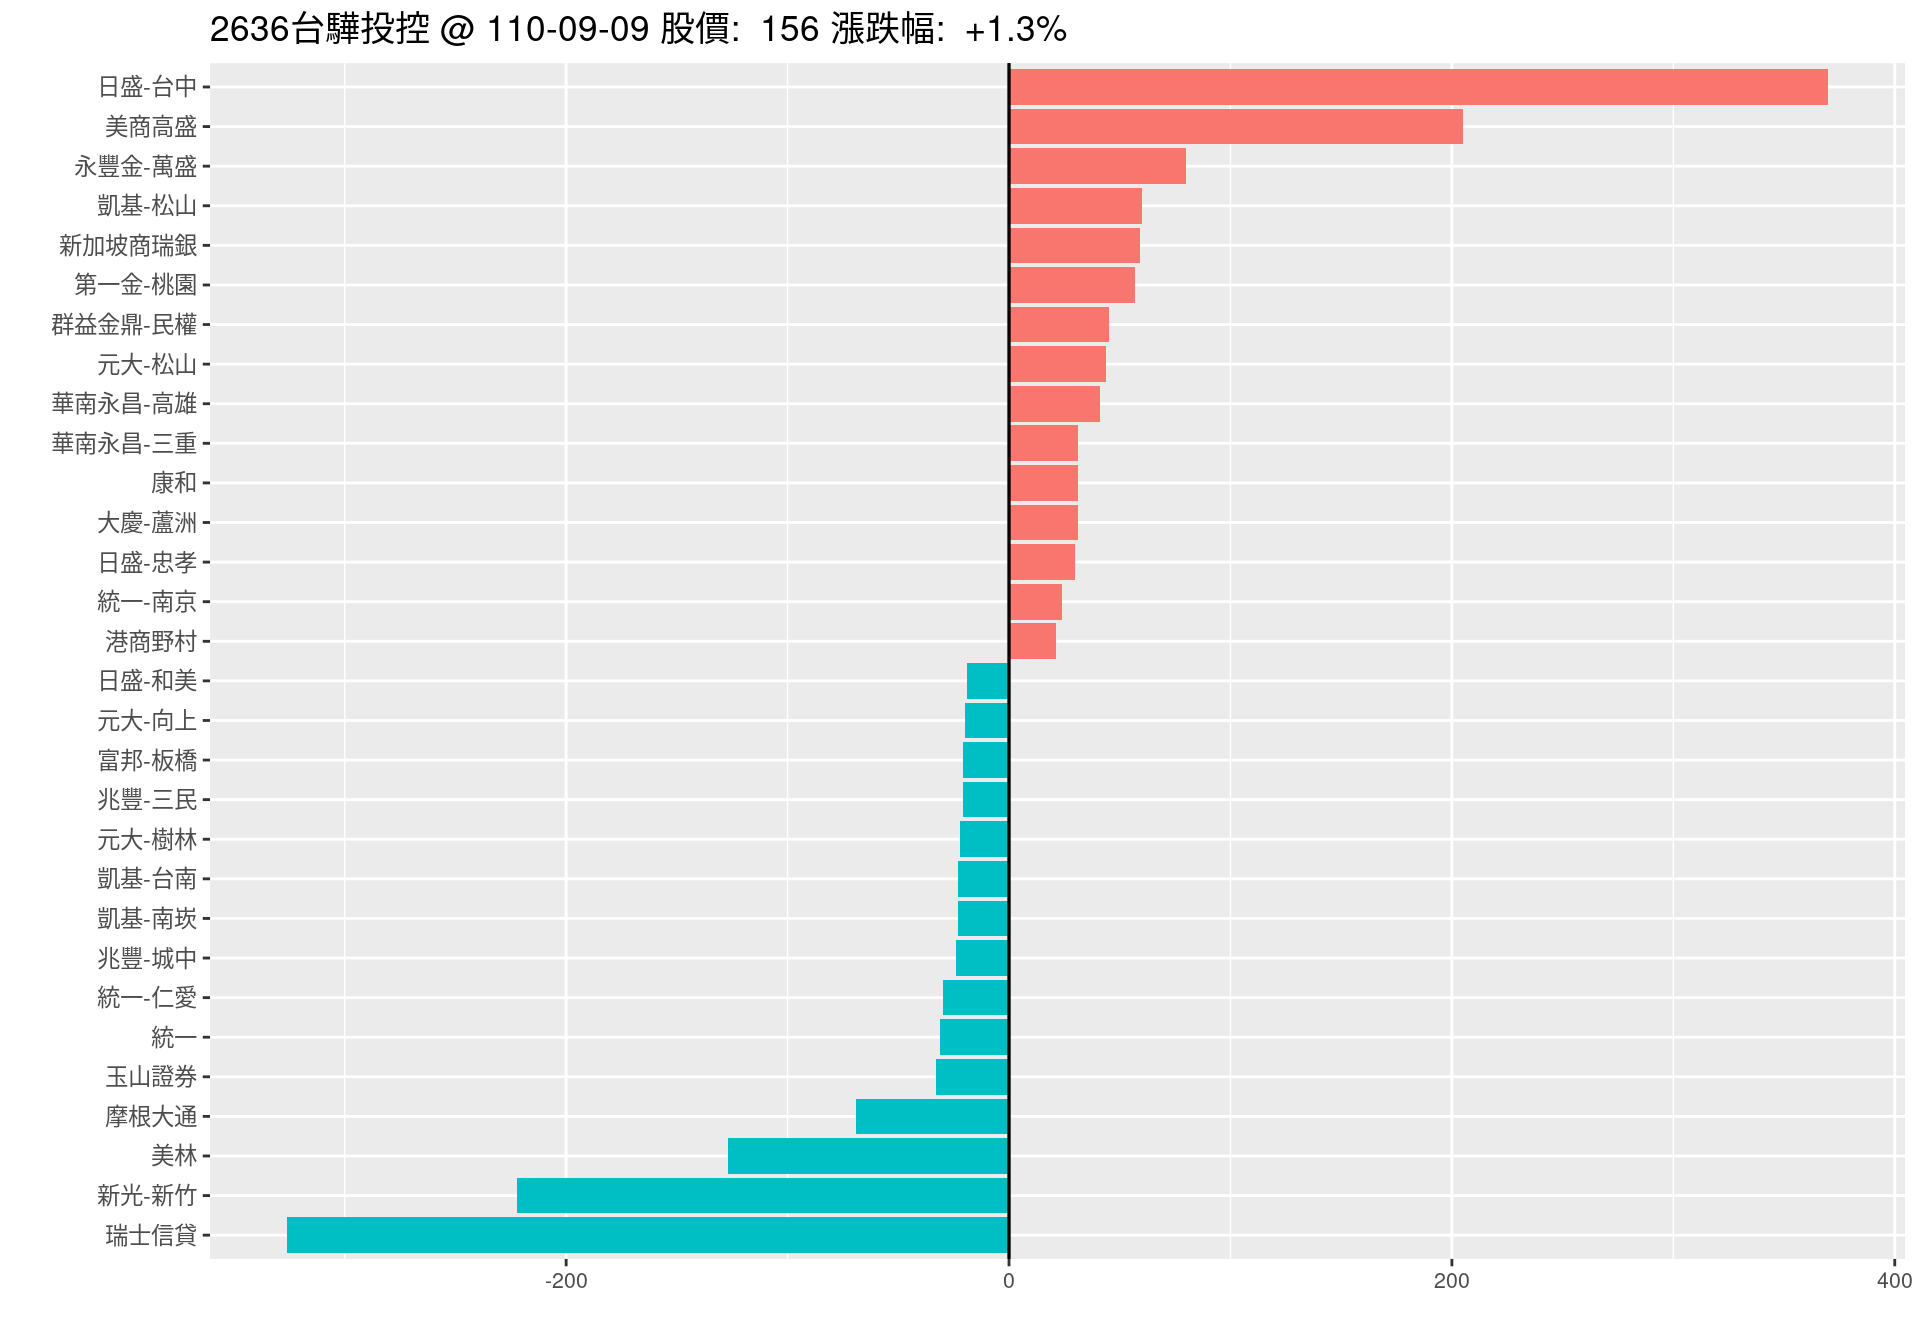 2636台驊投控 @ 110-09-09 股價:  156 漲跌幅:  +1.3%
日盛-台中
美商高盛
永豐金-萬盛
凱基-松山
新加坡商瑞銀
第一金-桃園
群益金鼎-民權
元大-松山
華南永昌-高雄
華南永昌-三重
康和
大慶-蘆洲
日盛-忠孝
統一-南京
港商野村
日盛-和美
元大-向上
富邦-板橋
兆豐-三民
元大-樹林
凱基-台南
凱基-南崁
兆豐-城中
統一-仁愛
統一
玉山證券
摩根大通
美林
新光-新竹
瑞士信貸
-200 0 200 400